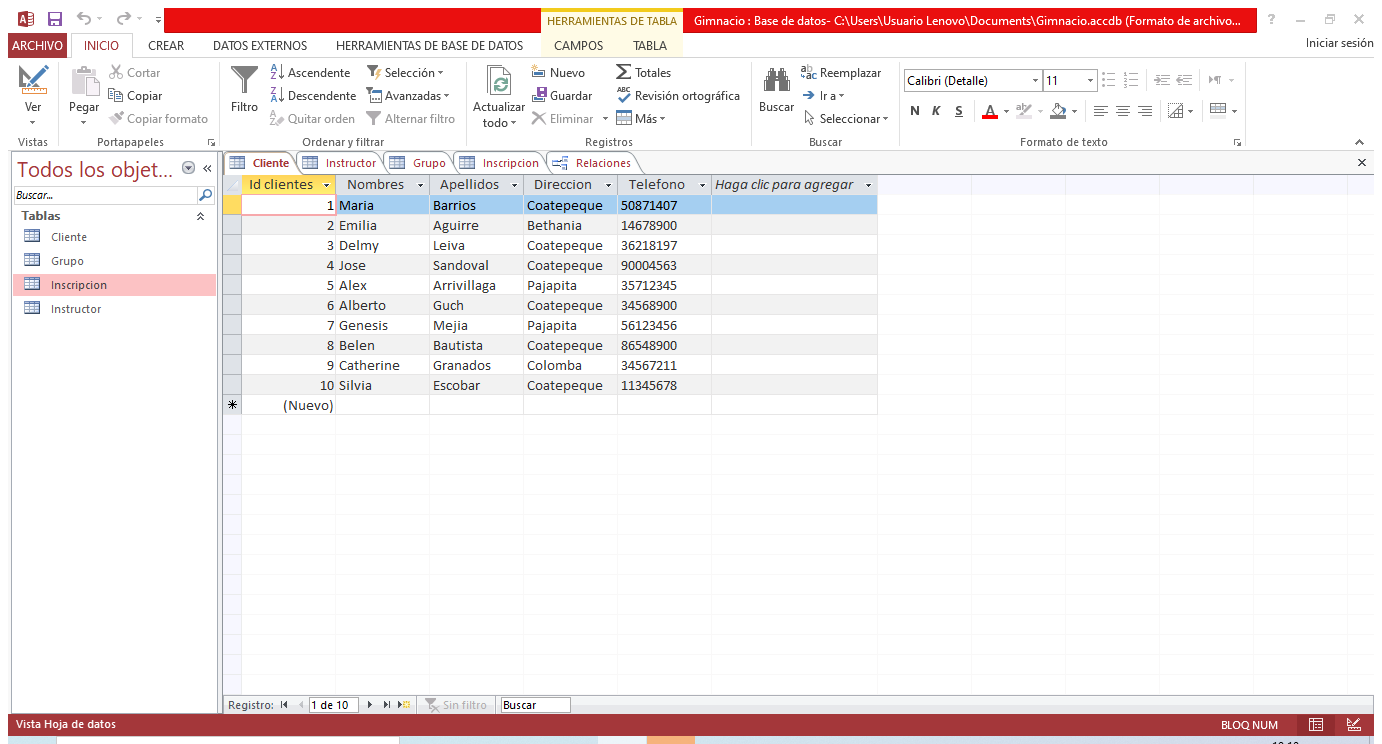 HERRAMIENTAS DE TABLA Gimnacio : Base de datos- C:\Users\Usuario Lenovo\Documents\Gimnacio.accdb (Formato de archivo... ?
ARCHIVO INICIO CREAR DATOS EXTERNOS HERRAMIENTAS DE BASE DE DATOS CAMPOS TABLA Iniciar sesión
Ver Pegar Cortar Copiar Copiar formato
Filtro Ascendente Descendente Quitar orden Selección Avanzadas Alternar filtro
Actualizar todo Nuevo Guardar Eliminar Totales Revisión ortográfica Más
Buscar Reemplazar Ir a Seleccionar
Calibri (Detalle) 11
N K S A
Vistas Portapapeles Ordenar y filtrar Registros Buscar Formato de texto
Todos los objet... «
Buscar...
Tablas
Cliente
Grupo
Inscripcion
Instructor
Cliente Instructor Grupo Inscripcion Relaciones
Id clientes Nombres Apellidos Direccion Telefono Haga clic para agregar
1 Maria Barrios Coatepeque 50871407
2 Emilia Aguirre Bethania 14678900
3 Delmy Leiva Coatepeque 36218197
4 Jose Sandoval Coatepeque 90004563
5 Alex Arrivillaga Pajapita 35712345
6 Alberto Guch Coatepeque 34568900
7 Genesis Mejia Pajapita 56123456
8 Belen Bautista Coatepeque 86548900
9 Catherine Granados Colomba 34567211
10 Silvia Escobar Coatepeque 11345678
(Nuevo)
Registro: 1 de 10 Sin filtro Buscar
Vista Hoja de datos BLOQ NUM